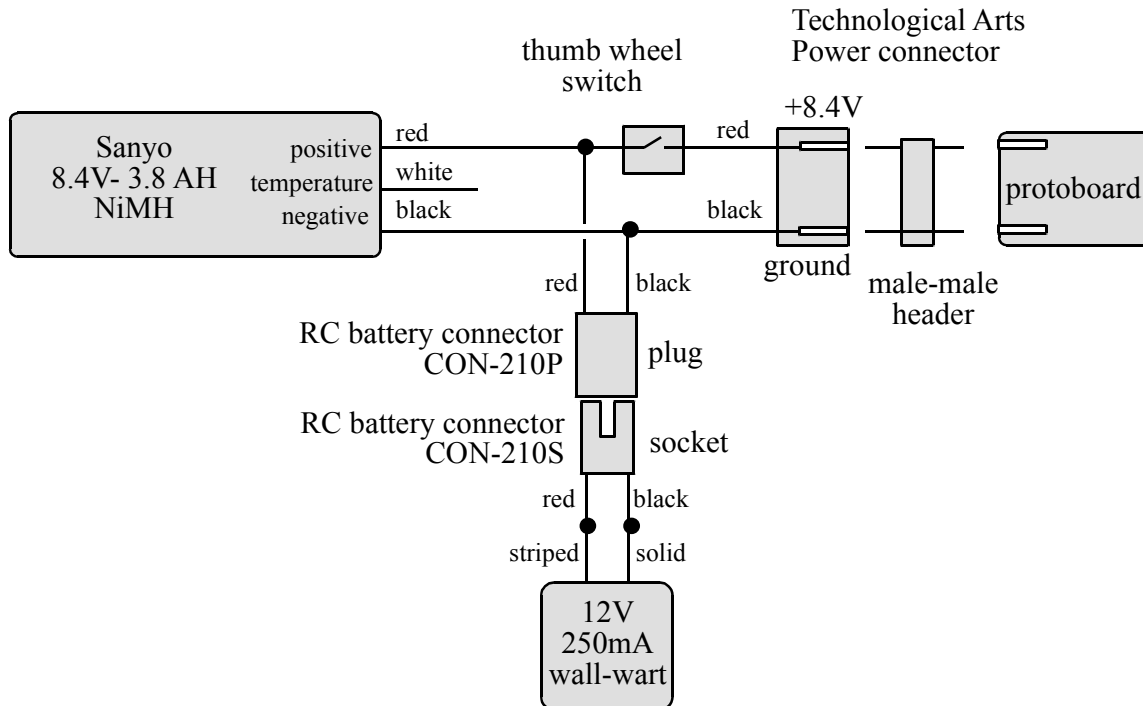 Technological Arts
Power connector
thumb wheel
switch
+8.4V
Sanyo
8.4V- 3.8 AH
NiMH
positive
temperature
negative
red
white
black
red
black
ground
male-male
header
protoboard
red
black
RC battery connector
CON-210P
plug
RC battery connector
CON-210S
socket
red
black
striped
solid
12V
250mA
wall-wart